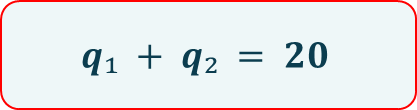 q₁ + q₂ = 20